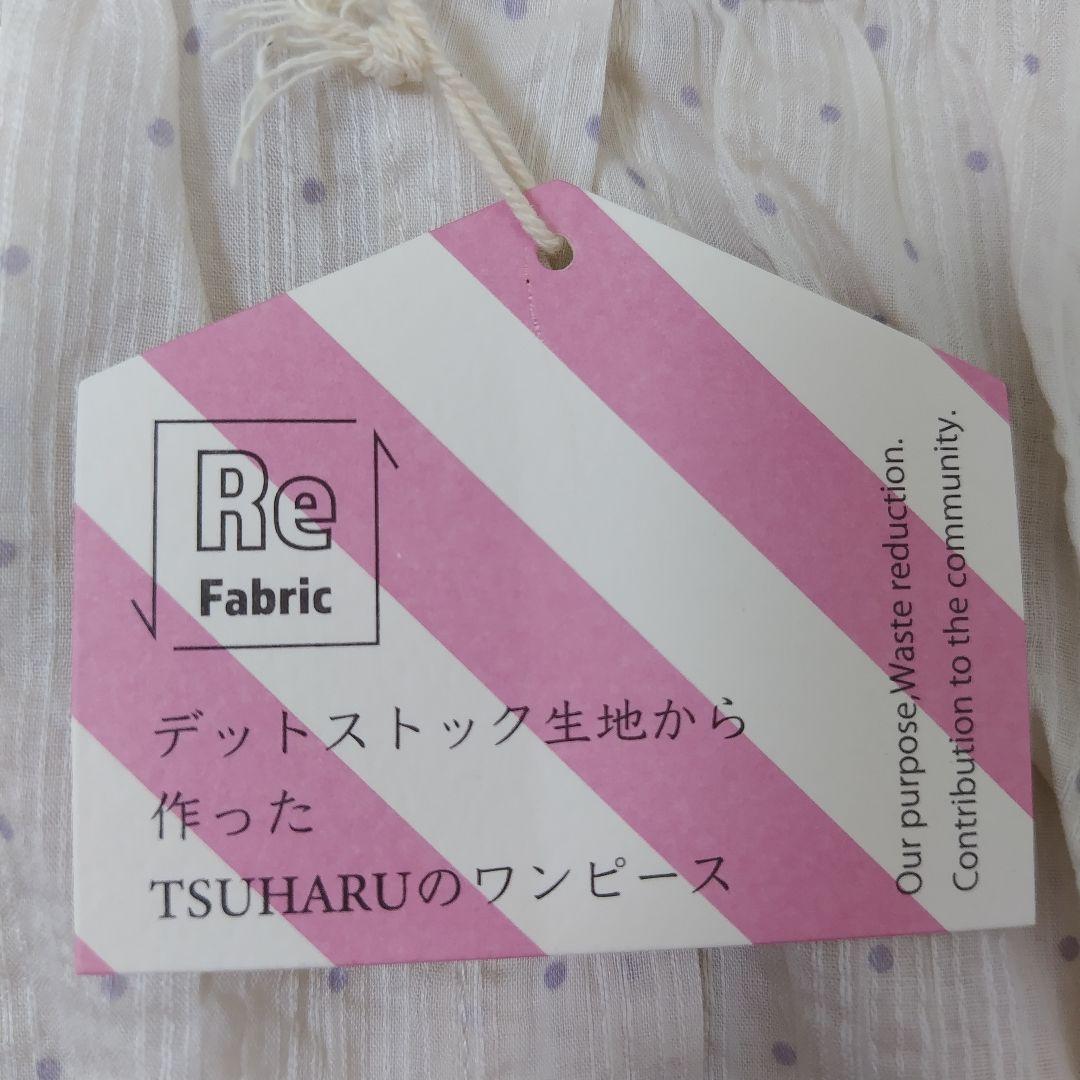 Re
Fabric
デットストック生地から
作った
TSUHARUのワンピース
Our purpose,Waste reduction.
Contribution to the community.